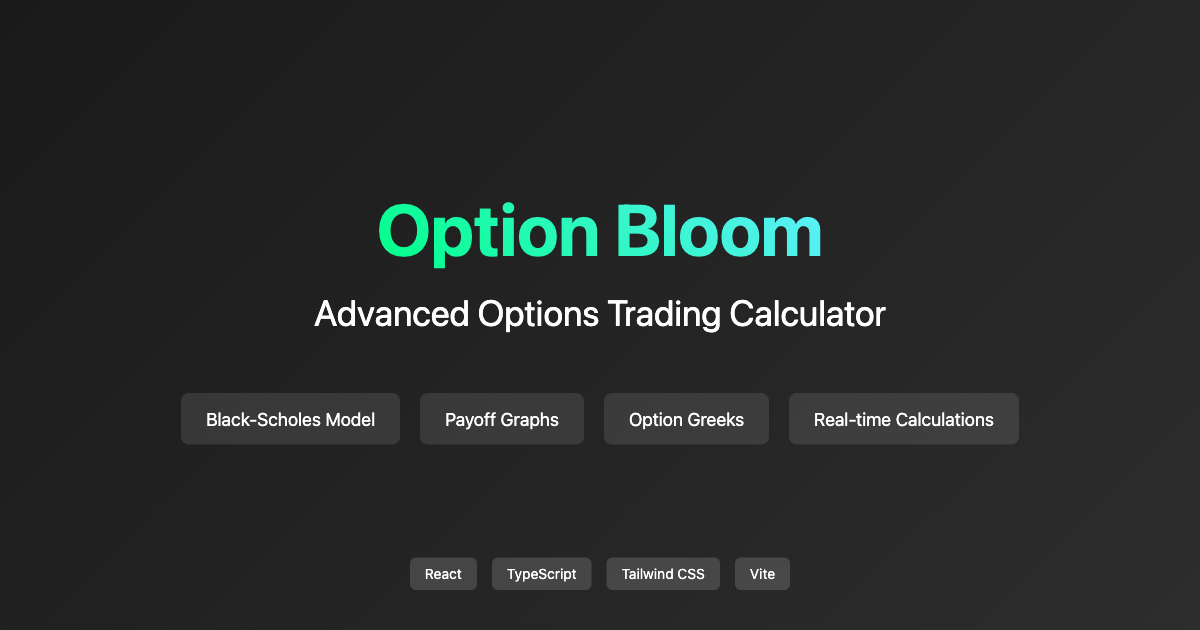 Option Bloom
Advanced Options Trading Calculator
Black-Scholes Model
Payoff Graphs
Option Greeks
Real-time Calculations
React
TypeScript
Tailwind CSS
Vite